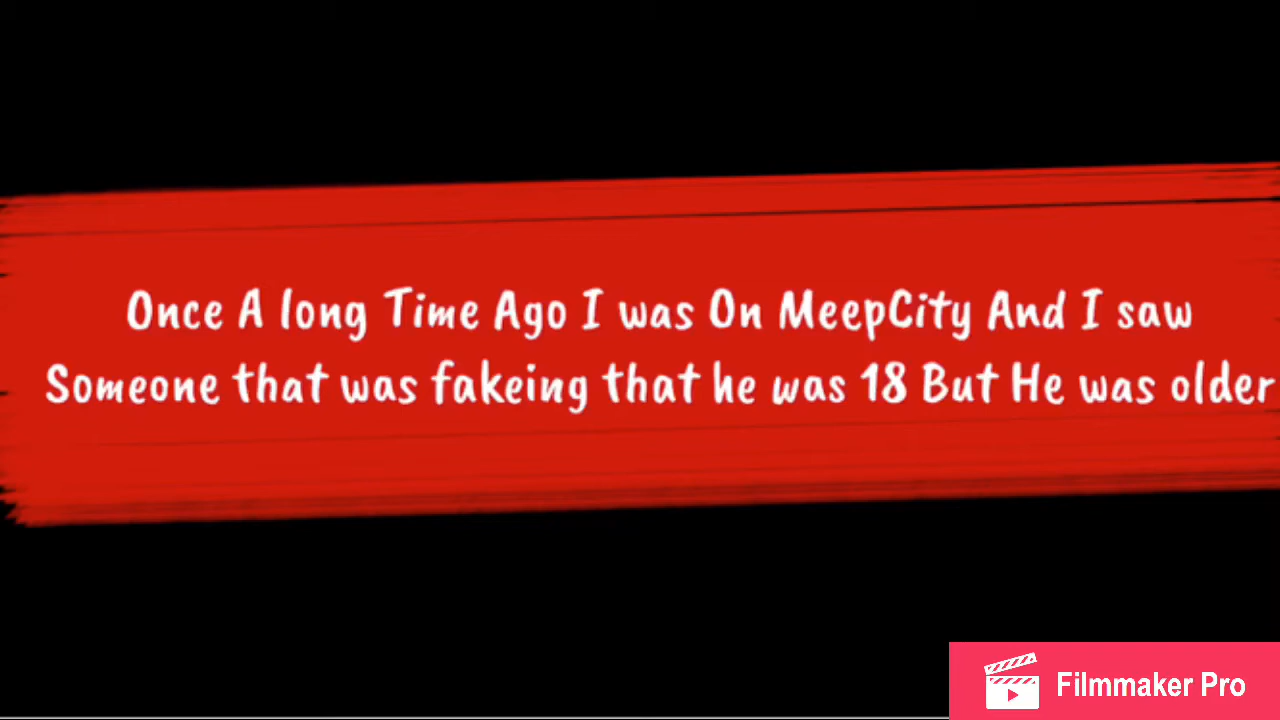 Once A long Time Ago I was On MeepCity And I saw
Someone that was fakeing that he was 18 But He was older
Filmmaker Pro